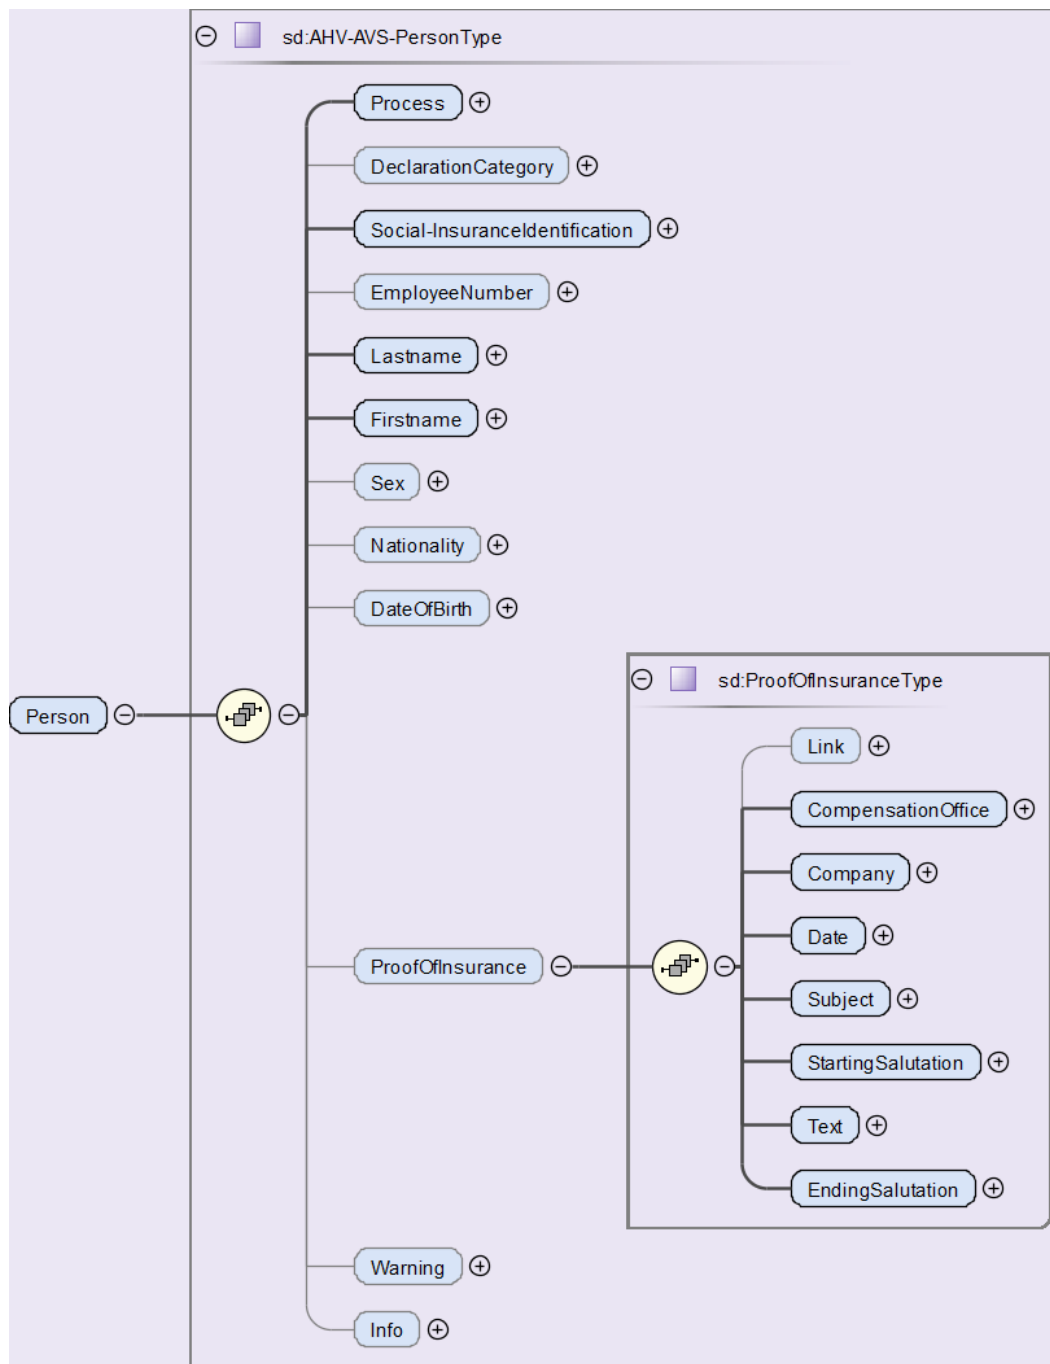 sd:AHV-AVS-PersonType
Process
DeclarationCategory
Social-InsuranceIdentification
EmployeeNumber
Lastname
Firstname
Sex
Nationality
DateOfBirth
sd:ProofOfInsuranceType
Person
Link
CompensationOffice
Company
Date
ProofOfInsurance
Subject
StartingSalutation
Text
EndingSalutation
Warning
Info